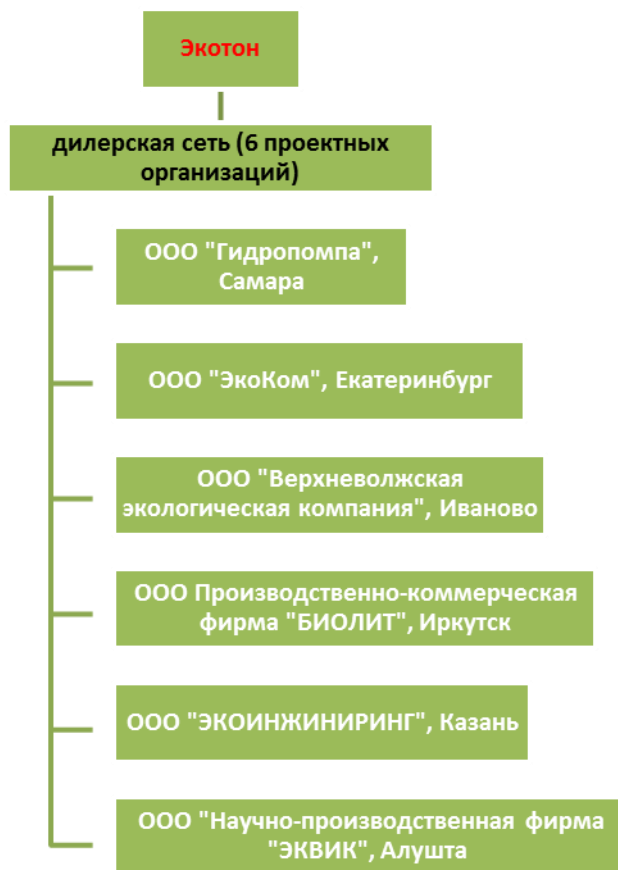 Экотон
дилерская сеть (6 проектных
организаций)
ООО "Гидропомпа",
Самара
ООО "ЭкоКом", Екатеринбург
ООО "Верхневолжская
экологическая компания", Иваново
ООО Производственно-коммерческая
фирма "БИОЛИТ", Иркутск
ООО "ЭКОИНЖИНИРИНГ", Казань
ООО "Научно-производственная фирма
"ЭКВИК", Алушта